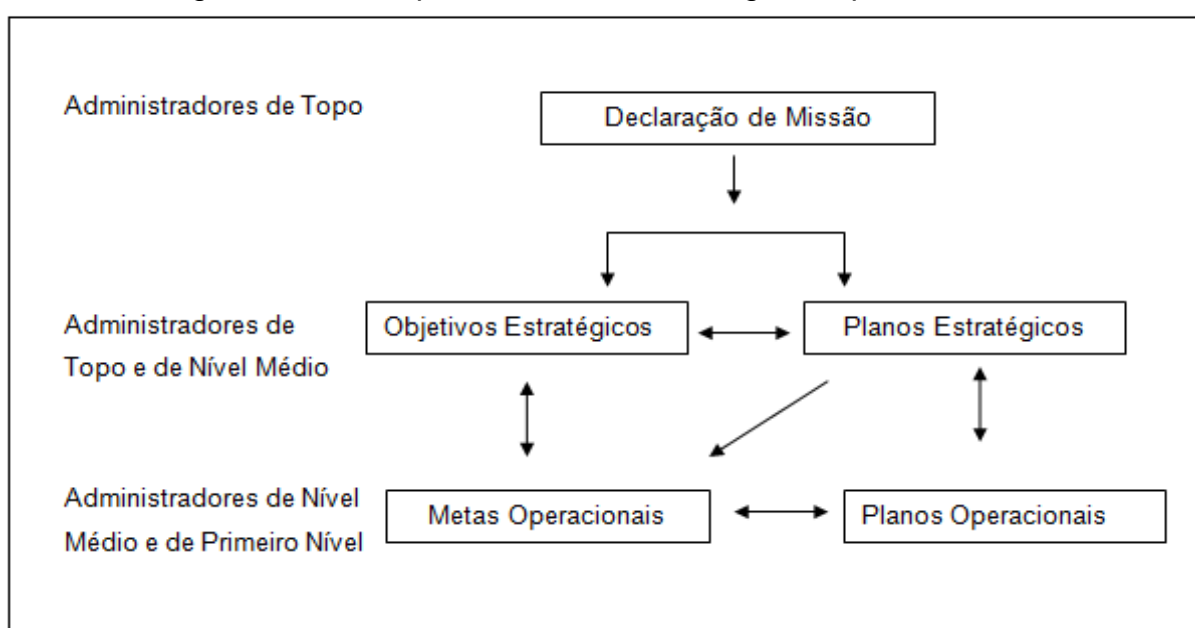 Administradores de Topo
Declaração de Missão
Administradores de
Topo e de Nível Médio
Objetivos Estratégicos
Planos Estratégicos
Administradores de Nível
Médio e de Primeiro Nível
Metas Operacionais
Planos Operacionais